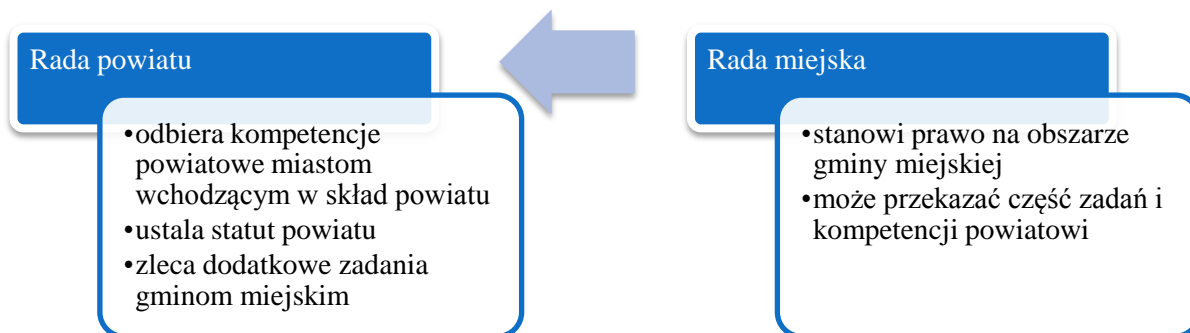 Rada powiatu
•odbiera kompetencje
powiatowe miastom
wchodzącym w skład powiatu
•ustala statut powiatu
•zleca dodatkowe zadania
gminom miejskim
Rada miejska
•stanowi prawo na obszarze
gminy miejskiej
•może przekazać część zadań i
kompetencji powiatowi